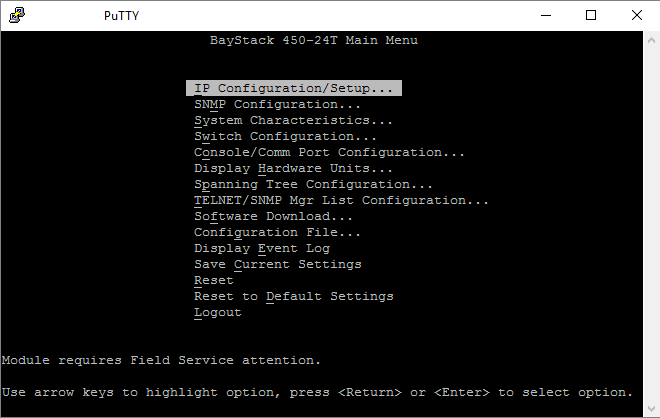 PuTTY
BayStack 450-24T Main Menu
IP Configuration/Setup...
SNMP Configuration...
System Characteristics...
Switch Configuration...
Console/Comm Port Configuration...
Display Hardware Units...
Spanning Tree Configuration...
TELNET/SNMP Mgr List Configuration...
Software Download...
Configuration File...
Display Event Log
Save Current Settings
Reset
Reset to Default Settings
Logout
Module requires Field Service attention.
Use arrow keys to highlight option, press <Return> or <Enter> to select option.